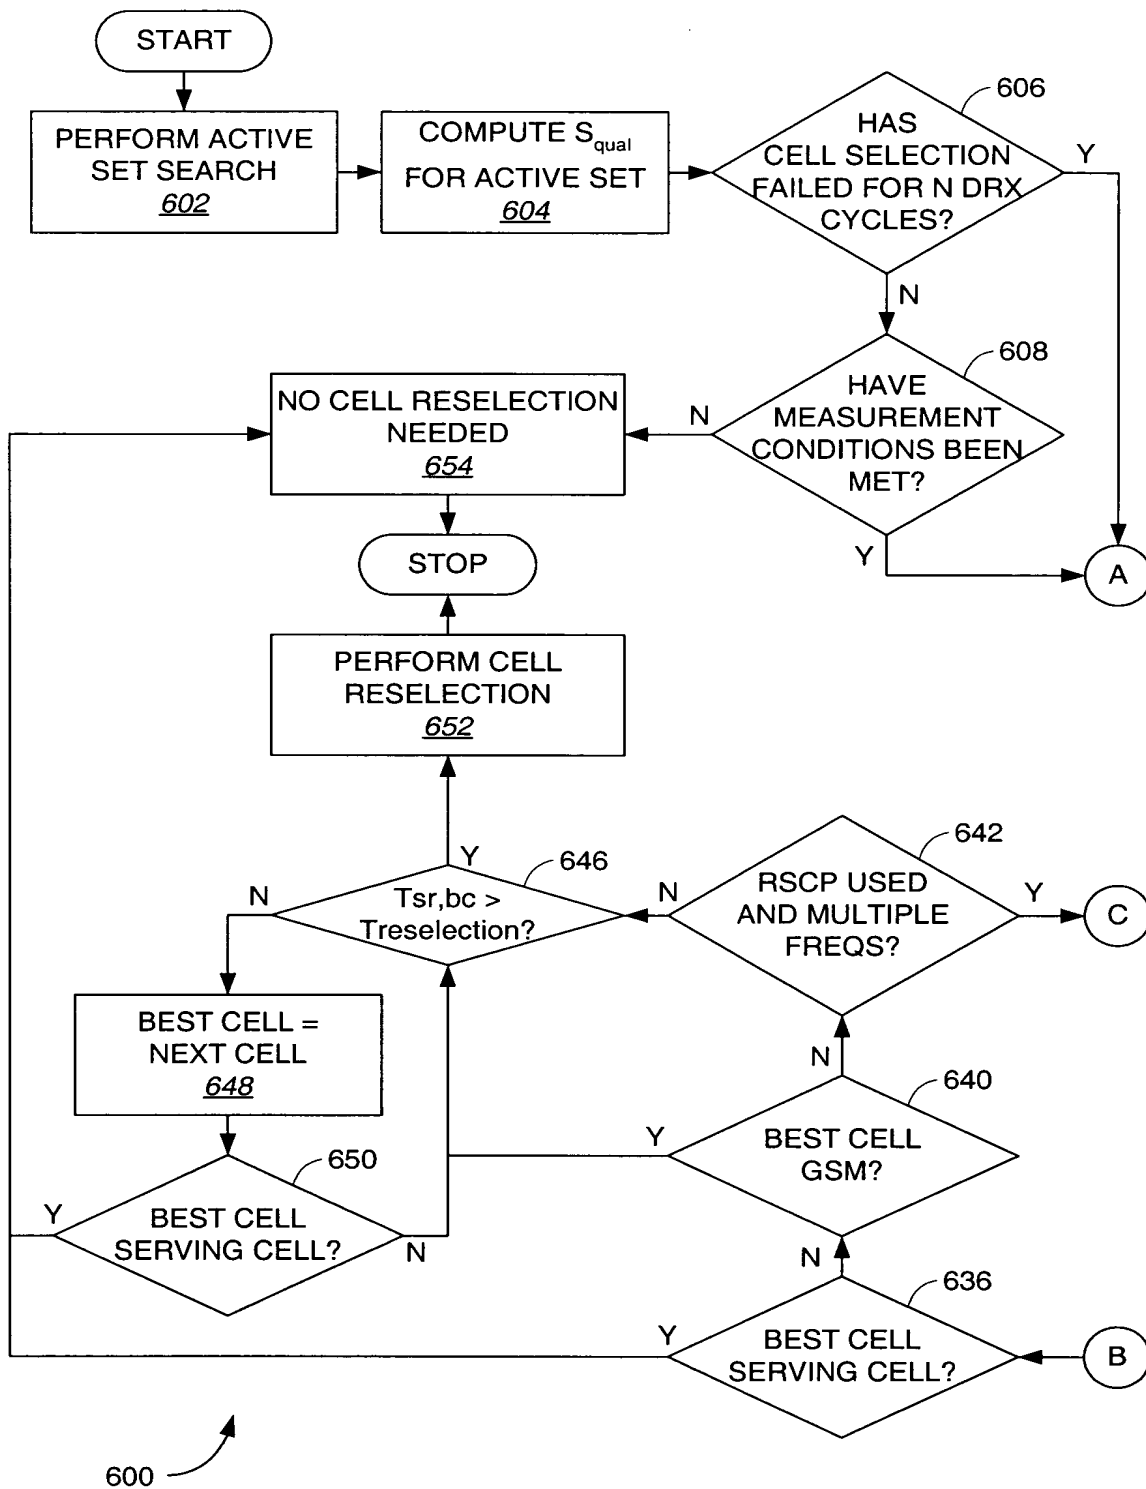 START
PERFORM ACTIVE
SET SEARCH
602
COMPUTE Squal
FOR ACTIVE SET
604
606
HAS
CELL SELECTION
FAILED FOR N DRX
CYCLES?
Y
N
608
HAVE
MEASUREMENT
CONDITIONS BEEN
MET?
N
Y
A
NO CELL RESELECTION
NEEDED
654
STOP
PERFORM CELL
RESELECTION
652
Y
646
N
Tsr,bc >
Treselection?
642
N
RSCP USED
AND MULTIPLE
FREQS?
Y
C
BEST CELL =
NEXT CELL
648
N
640
Y
BEST CELL
GSM?
650
Y
BEST CELL
SERVING CELL?
N
N
636
Y
BEST CELL
SERVING CELL?
B
600